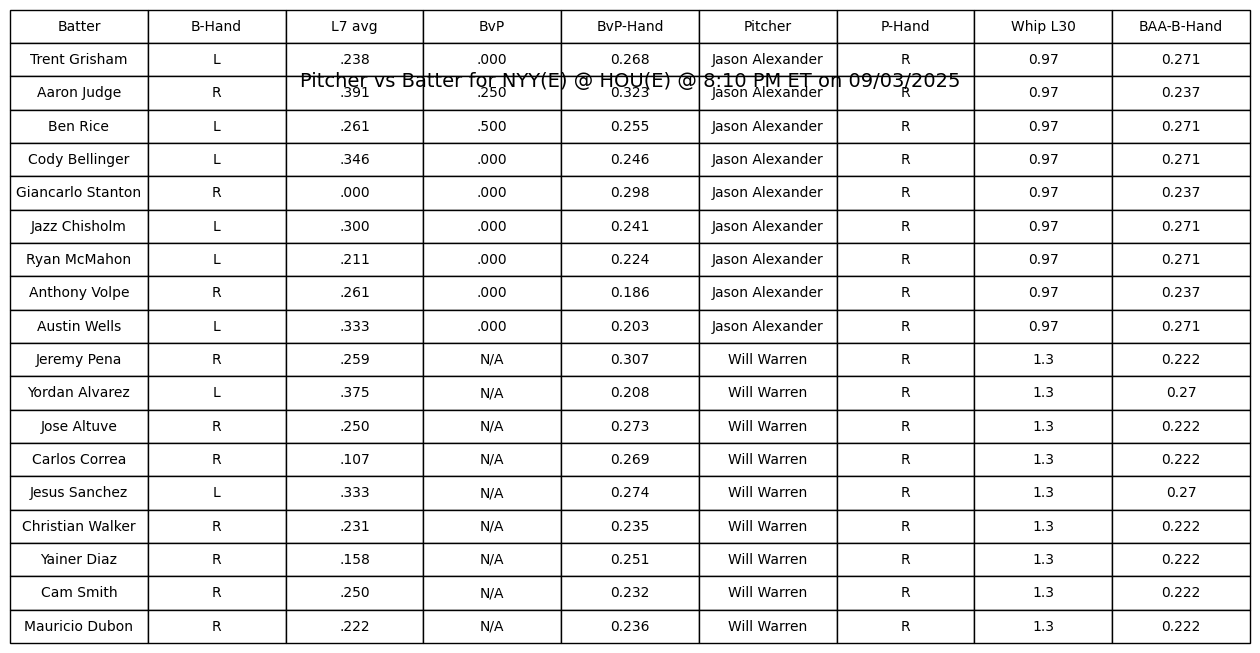 Batter B-Hand L7 avg BvP BvP-Hand Pitcher P-Hand Whip L30 BAA-B-Hand
Trent Grisham L .238 .000 0.268 Jason Alexander R 0.97 0.271
Pitcher vs Batter for NYY(E) @ HOU(E) @ 8:10 PM ET on 09/03/2025
Aaron Judge R .391 .250 0.323 Jason Alexander R 0.97 0.237
Ben Rice L .261 .500 0.255 Jason Alexander R 0.97 0.271
Cody Bellinger L .346 .000 0.246 Jason Alexander R 0.97 0.271
Giancarlo Stanton R .000 .000 0.298 Jason Alexander R 0.97 0.237
Jazz Chisholm L .300 .000 0.241 Jason Alexander R 0.97 0.271
Ryan McMahon L .211 .000 0.224 Jason Alexander R 0.97 0.271
Anthony Volpe R .261 .000 0.186 Jason Alexander R 0.97 0.237
Austin Wells L .333 .000 0.203 Jason Alexander R 0.97 0.271
Jeremy Pena R .259 N/A 0.307 Will Warren R 1.3 0.222
Yordan Alvarez L .375 N/A 0.208 Will Warren R 1.3 0.27
Jose Altuve R .250 N/A 0.273 Will Warren R 1.3 0.222
Carlos Correa R .107 N/A 0.269 Will Warren R 1.3 0.222
Jesus Sanchez L .333 N/A 0.274 Will Warren R 1.3 0.27
Christian Walker R .231 N/A 0.235 Will Warren R 1.3 0.222
Yainer Diaz R .158 N/A 0.251 Will Warren R 1.3 0.222
Cam Smith R .250 N/A 0.232 Will Warren R 1.3 0.222
Mauricio Dubon R .222 N/A 0.236 Will Warren R 1.3 0.222